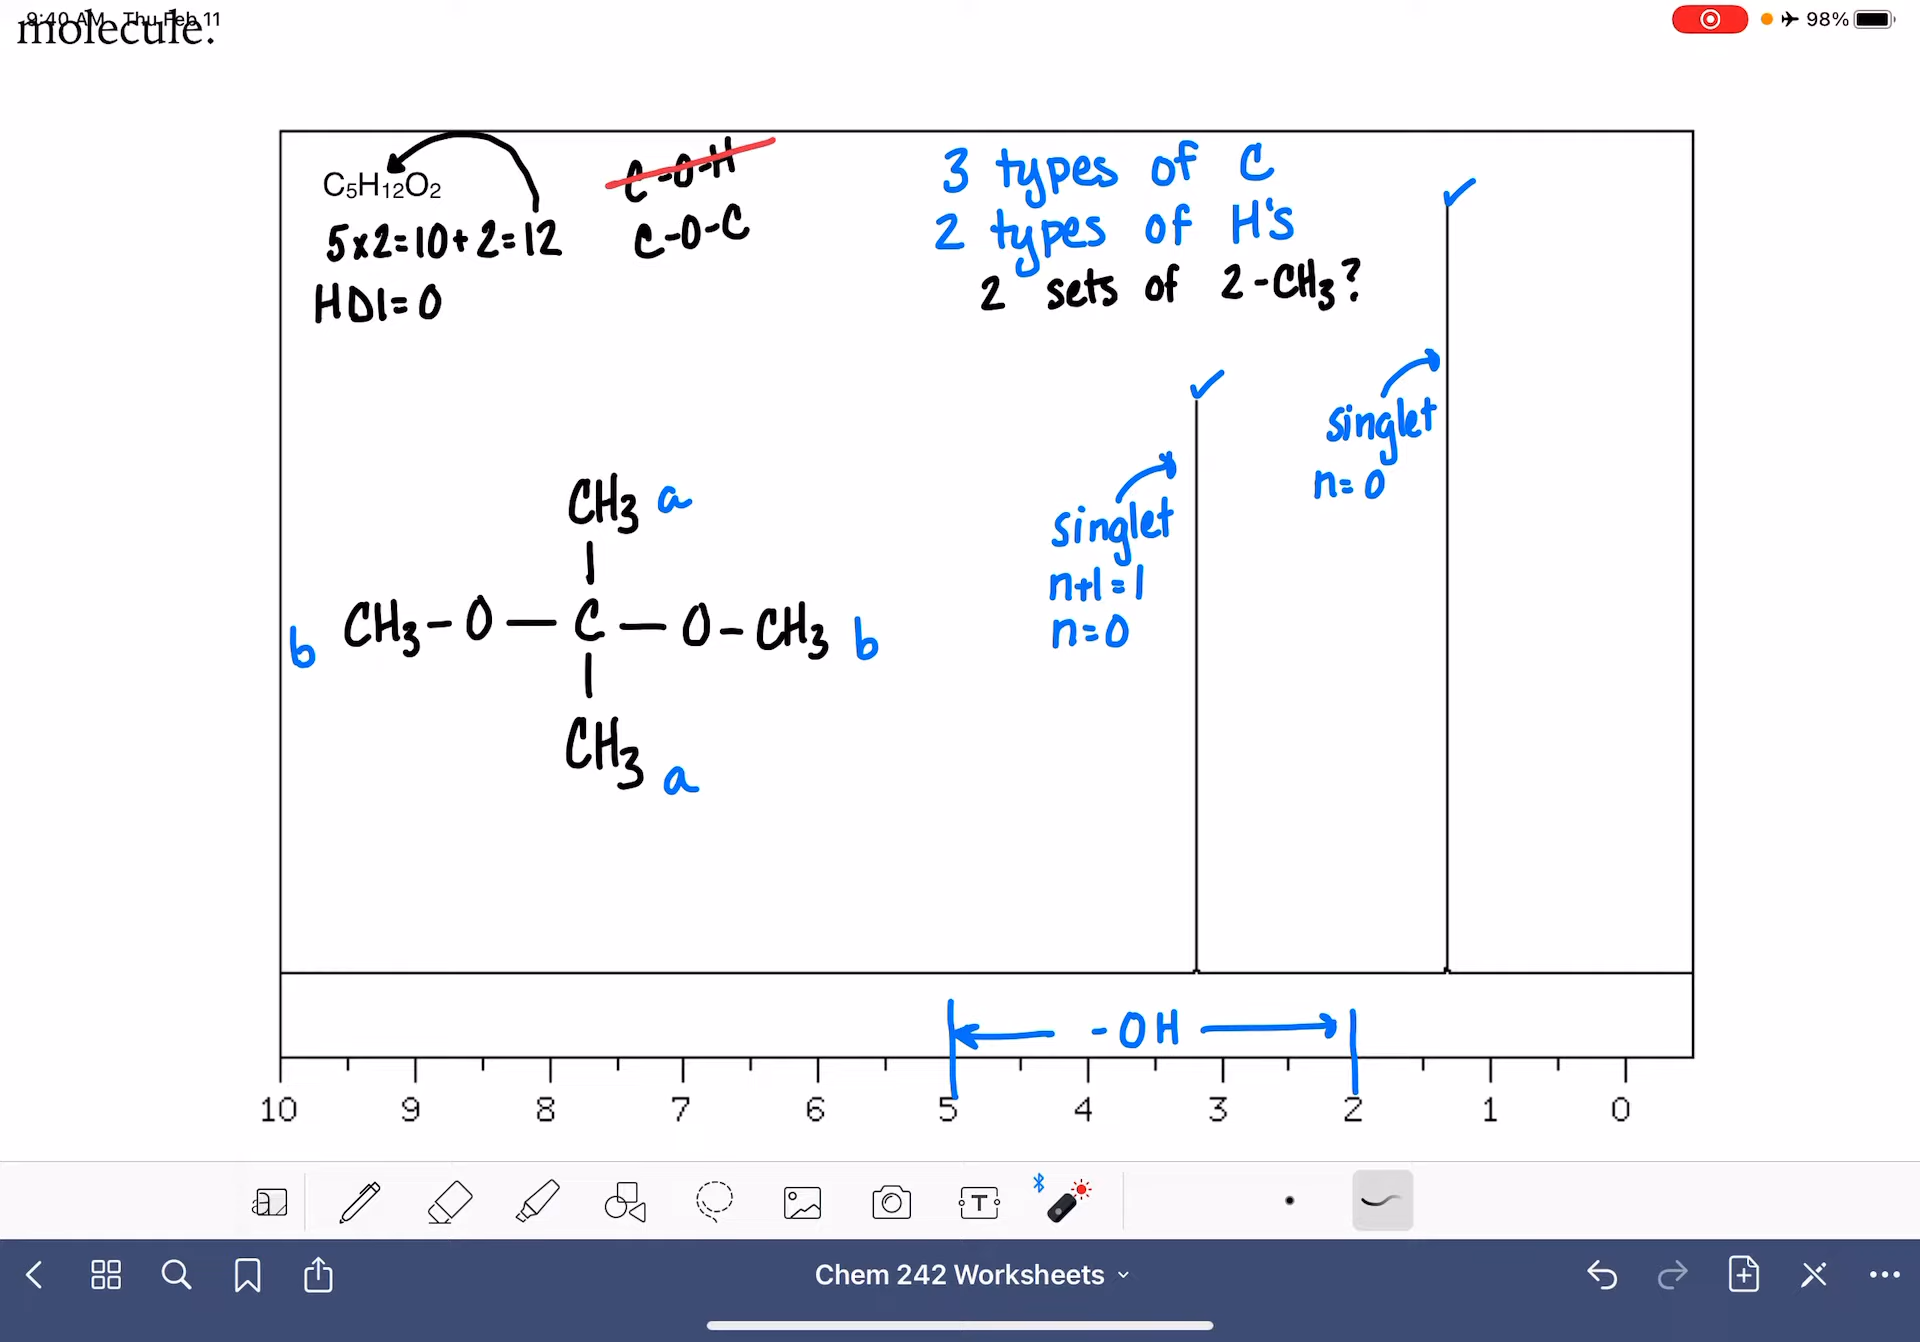 9:40 AM Thu Feb 11
98%
molecule.
C5H12O2
5x2=10+2=12
HDI=0
C-O-H
C-O-C
3 types of C
2 types of H's
2 sets of 2-CH3?
singlet
n=0
singlet
n+1=1
n=0
CH3 a
b CH3-O-C-O-CH3 b
CH3 a
-OH
10 9 8 7 6 5 4 3 2 1 0
a
T
Chem 242 Worksheets